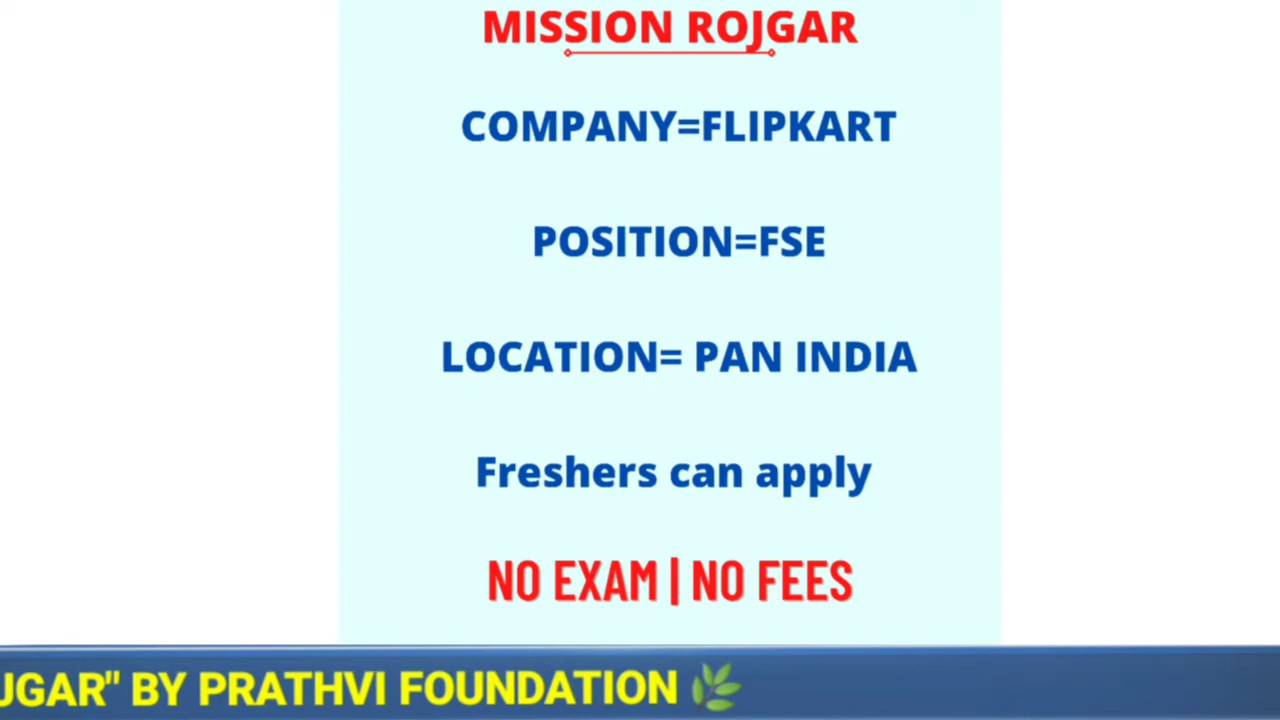 MISSION ROJGAR
COMPANY=FLIPKART
POSITION=FSE
LOCATION= PAN INDIA
Freshers can apply
NO EXAM | NO FEES
JGAR" BY PRATHVI FOUNDATION 🌿